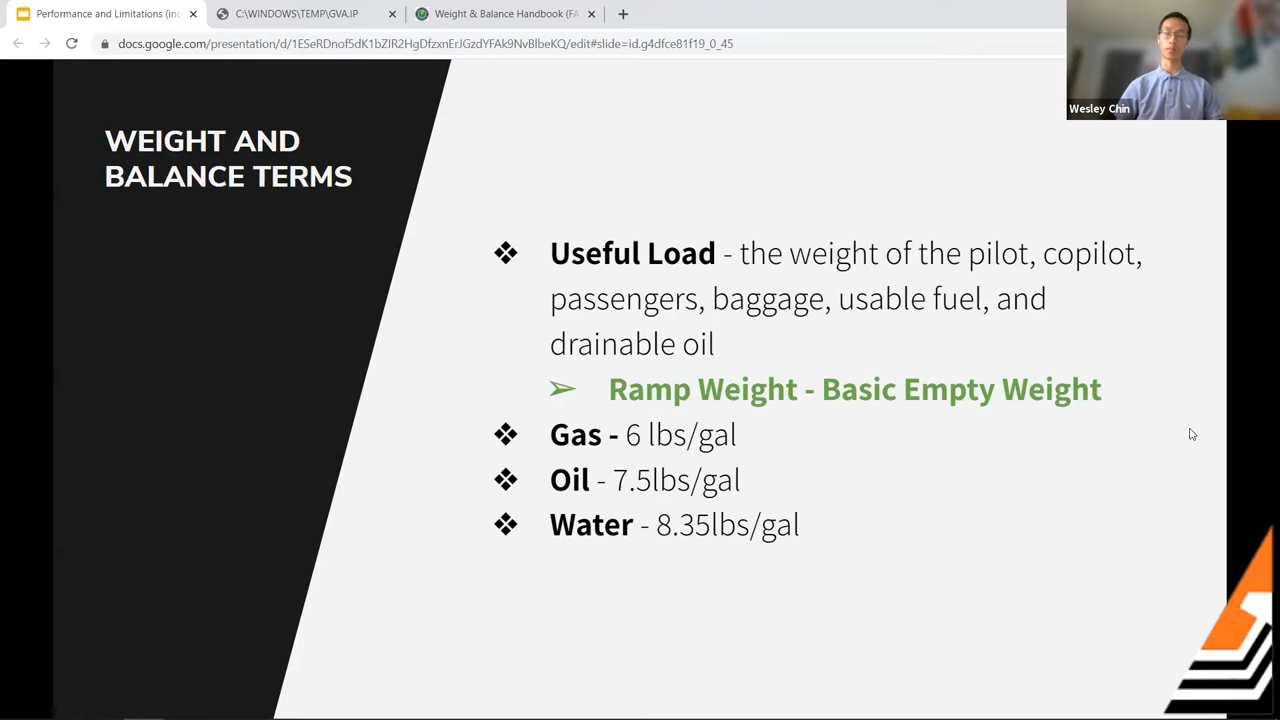 Performance and Limitations (inc
C:\WINDOWS\TEMP\GVA.IP
Weight & Balance Handbook (FA
docs.google.com/presentation/d/1ESeRDnof5dK1bZIR2HgDfzxnErJGzdYFAk9NvBlbeKQ/edit#slide=id.g4dfce81f19_0_45
Wesley Chin
WEIGHT AND
BALANCE TERMS
❖ Useful Load - the weight of the pilot, copilot,
passengers, baggage, usable fuel, and
drainable oil
➢ Ramp Weight - Basic Empty Weight
❖ Gas - 6 lbs/gal
❖ Oil - 7.5lbs/gal
❖ Water - 8.35lbs/gal